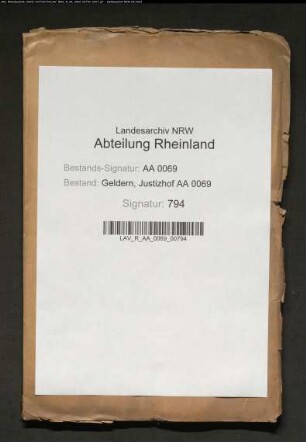 Landesarchiv NRW
Abteilung Rheinland
Bestands-Signatur: AA 0069
Bestand: Geldern, Justizhof AA 0069
Signatur: 794
LAV_R_AA_0069_00794